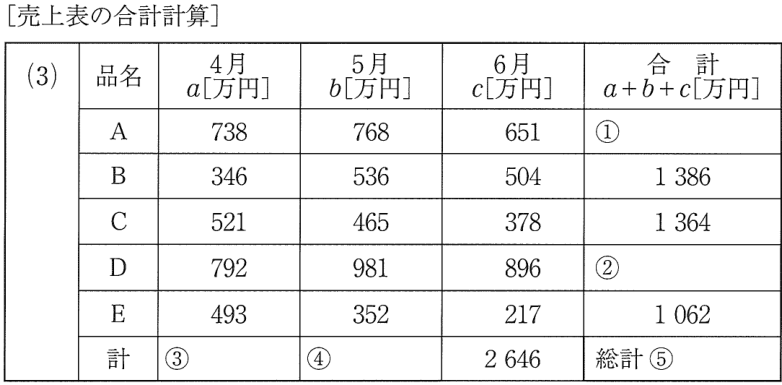 [売上表の合計計算]
(3) 品名 4月 a[万円] 5月 b[万円] 6月 c[万円] 合 計 a+b+c[万円]
A 738 768 651 ①
B 346 536 504 1 386
C 521 465 378 1 364
D 792 981 896 ②
E 493 352 217 1 062
計 ③ ④ 2 646 総計 ⑤